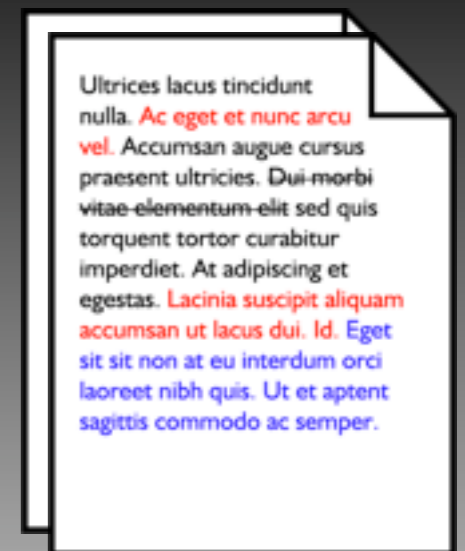 Ultrices lacus tincidunt
nulla. Ac eget et nunc arcu
vel. Accumsan augue cursus
praesent ultricies. Dui morbi
vitae elementum elit sed quis
torquent tortor curabitur
imperdiet. At adipiscing et
egestas. Lacinia suscipit aliquam
accumsan ut lacus dui. Id. Eget
sit sit non at eu interdum orci
laoreet nibh quis. Ut et aptent
sagittis commodo ac semper.